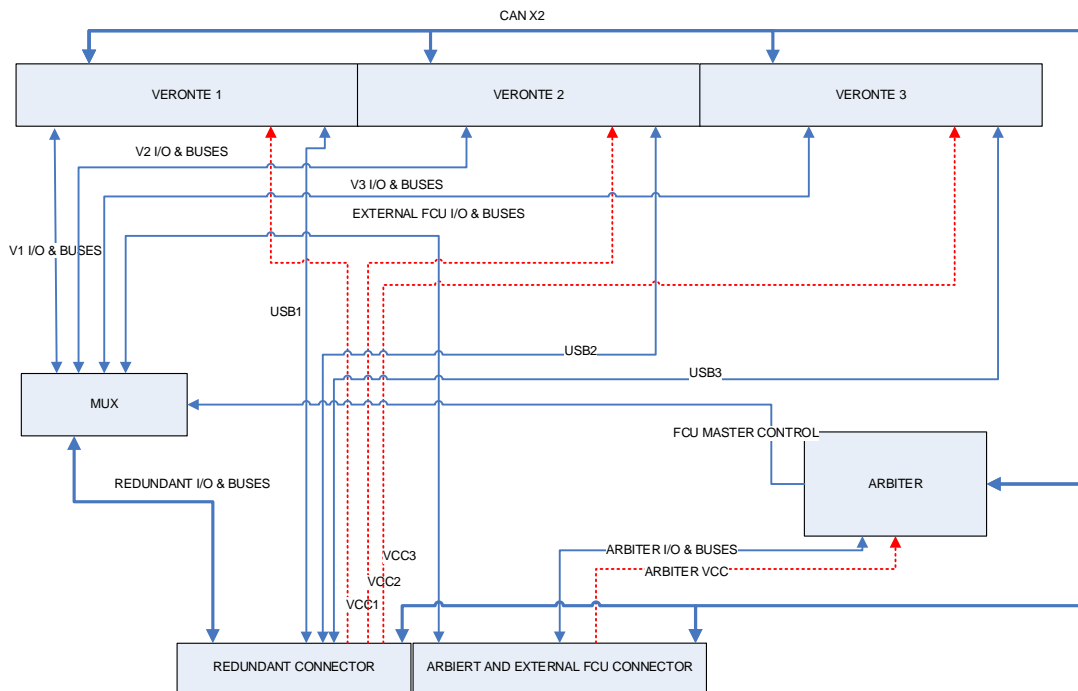 CAN X2
VERONTE 1
VERONTE 2
VERONTE 3
V2 I/O & BUSES
V3 I/O & BUSES
EXTERNAL FCU I/O & BUSES
V1 I/O & BUSES
USB1
USB2
USB3
MUX
FCU MASTER CONTROL
REDUNDANT I/O & BUSES
ARBITER
ARBITER I/O & BUSES
VCC3
ARBITER VCC
VCC2
VCC1
REDUNDANT CONNECTOR
ARBIERT AND EXTERNAL FCU CONNECTOR